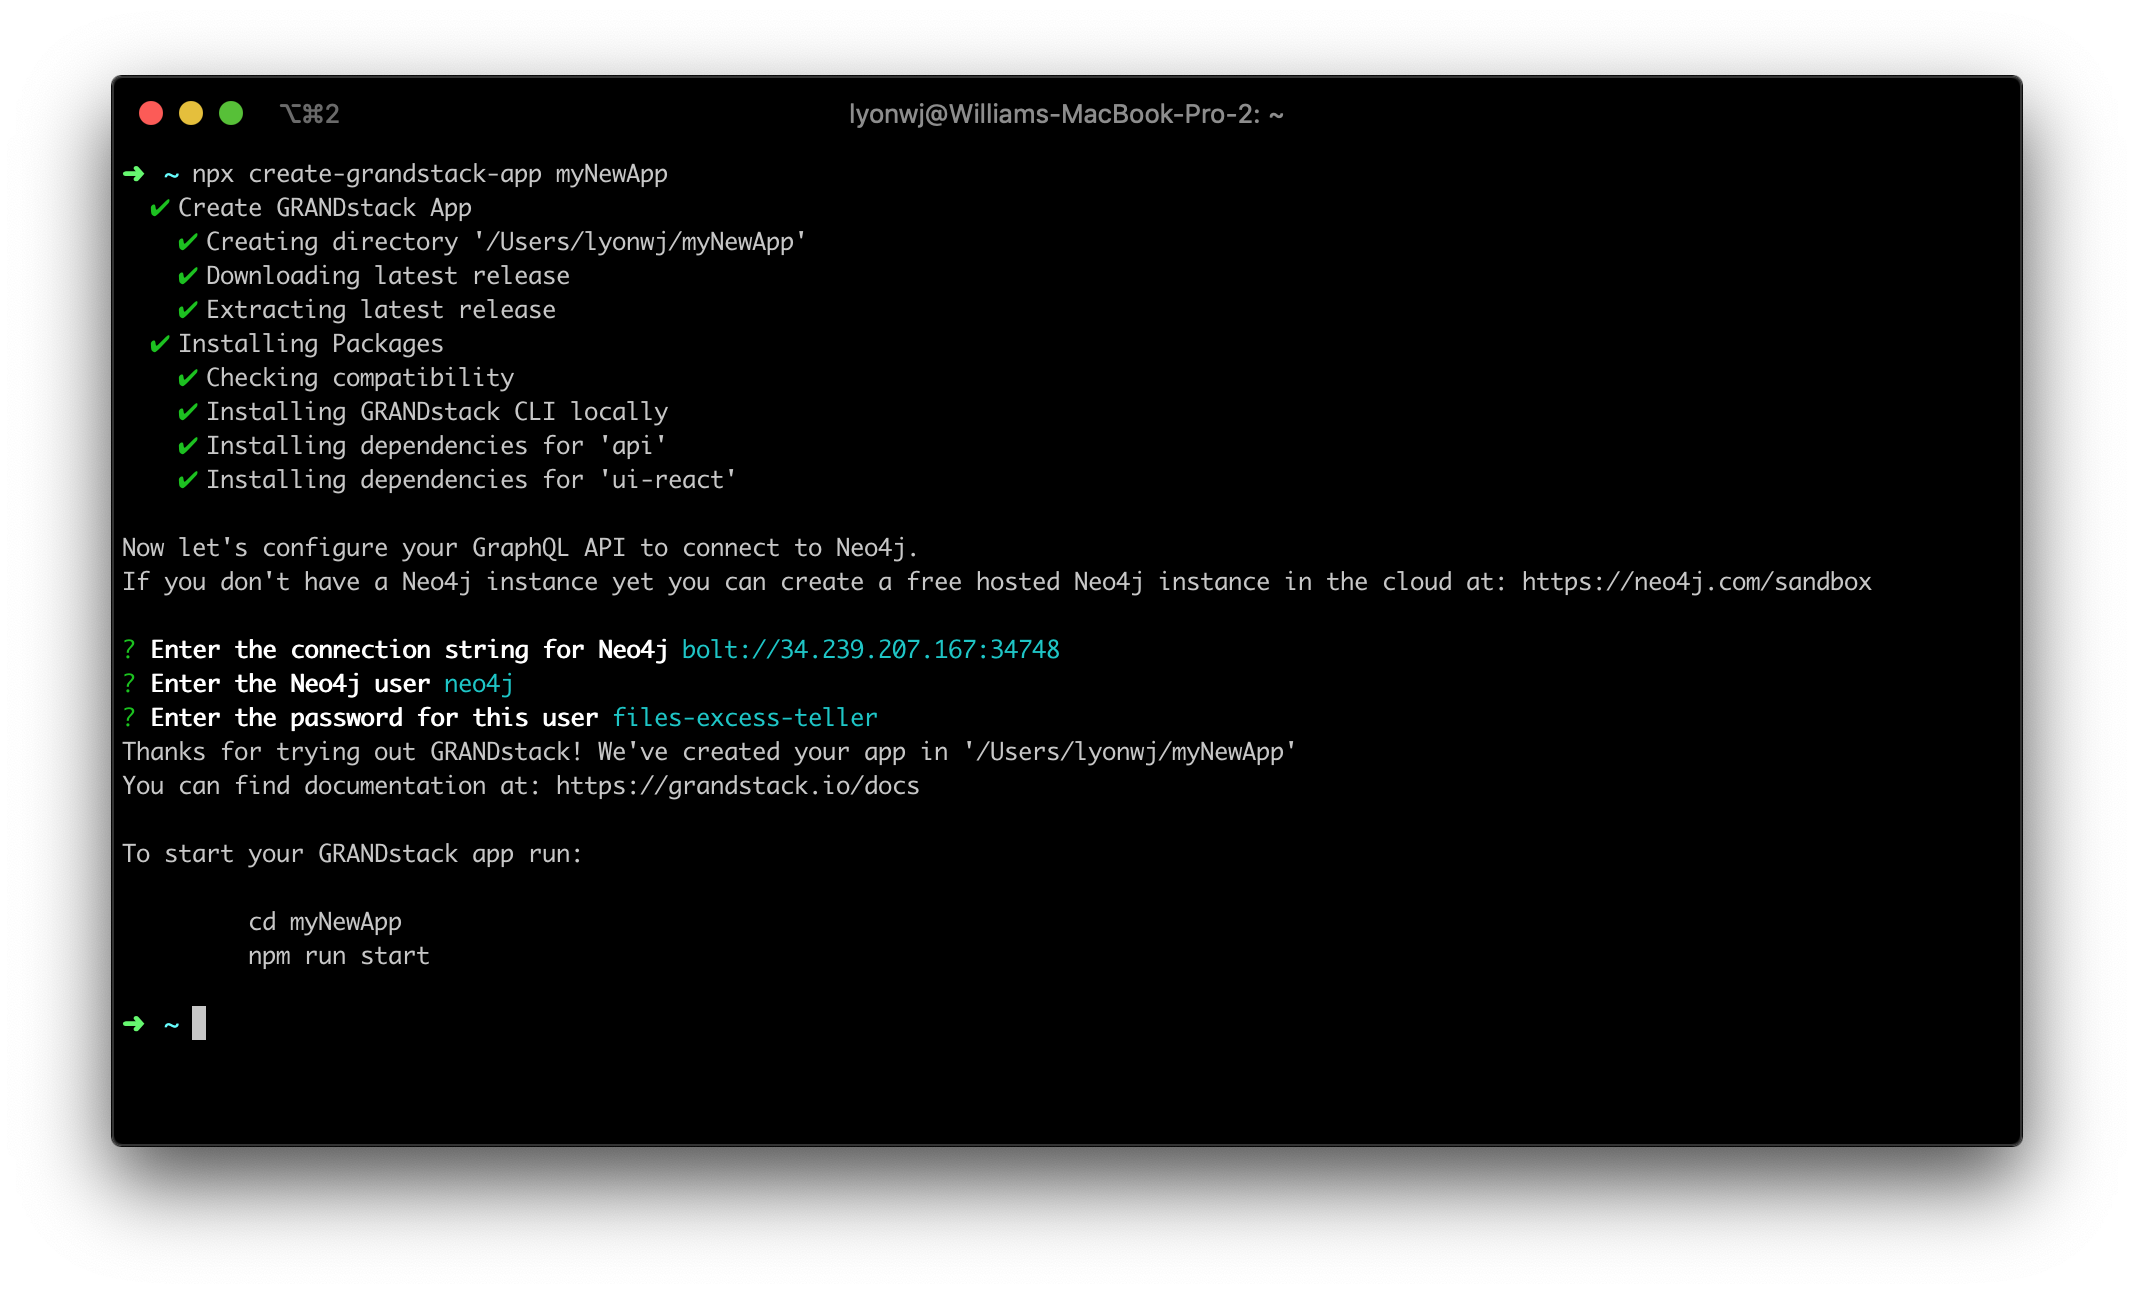 ⌥⌘2
lyonwj@Williams-MacBook-Pro-2: ~
➜ ~ npx create-grandstack-app myNewApp
✔ Create GRANDstack App
✔ Creating directory '/Users/lyonwj/myNewApp'
✔ Downloading latest release
✔ Extracting latest release
✔ Installing Packages
✔ Checking compatibility
✔ Installing GRANDstack CLI locally
✔ Installing dependencies for 'api'
✔ Installing dependencies for 'ui-react'
Now let's configure your GraphQL API to connect to Neo4j.
If you don't have a Neo4j instance yet you can create a free hosted Neo4j instance in the cloud at: https://neo4j.com/sandbox
? Enter the connection string for Neo4j bolt://34.239.207.167:34748
? Enter the Neo4j user neo4j
? Enter the password for this user files-excess-teller
Thanks for trying out GRANDstack! We've created your app in '/Users/lyonwj/myNewApp'
You can find documentation at: https://grandstack.io/docs
To start your GRANDstack app run:
cd myNewApp
npm run start
➜ ~